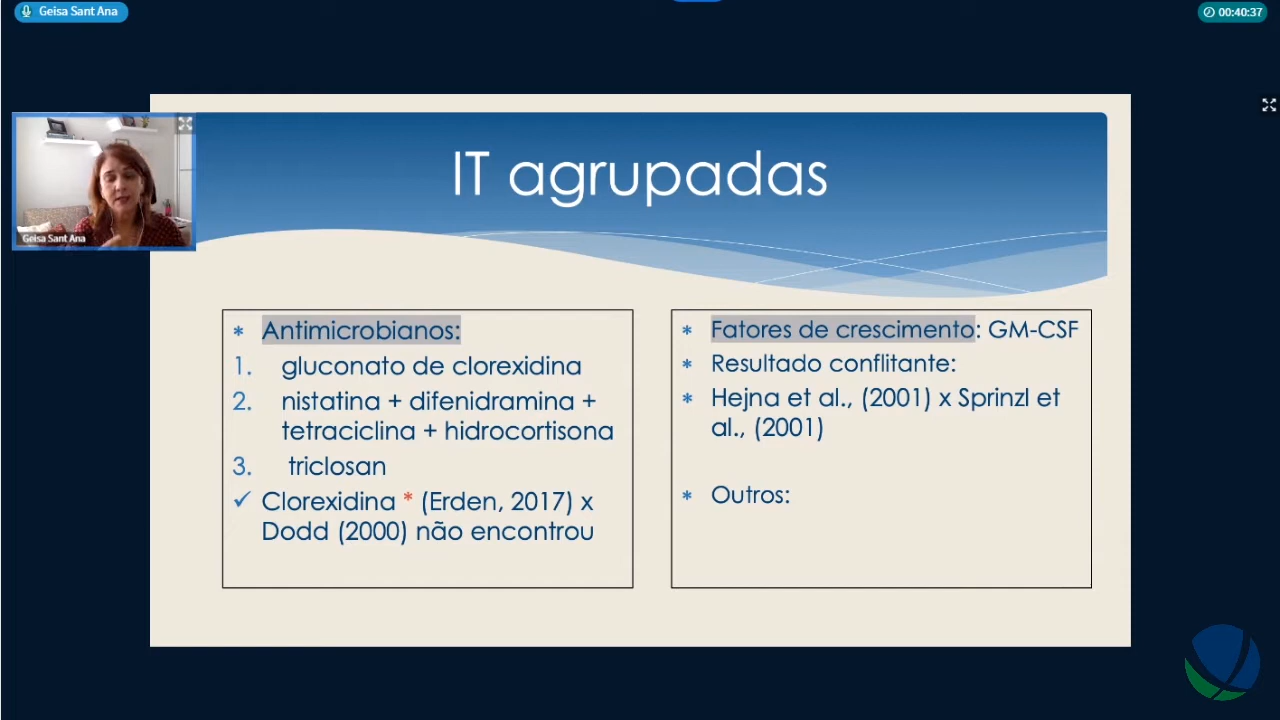 Geisa Sant Ana
00:40:37
Geisa Sant Ana
IT agrupadas
* Antimicrobianos:
1. gluconato de clorexidina
2. nistatina + difenidramina +
tetraciclina + hidrocortisona
3. triclosan
✓ Clorexidina * (Erden, 2017) x
Dodd (2000) não encontrou
* Fatores de crescimento: GM-CSF
* Resultado conflitante:
* Hejna et al., (2001) x Sprinzl et
al., (2001)
* Outros: